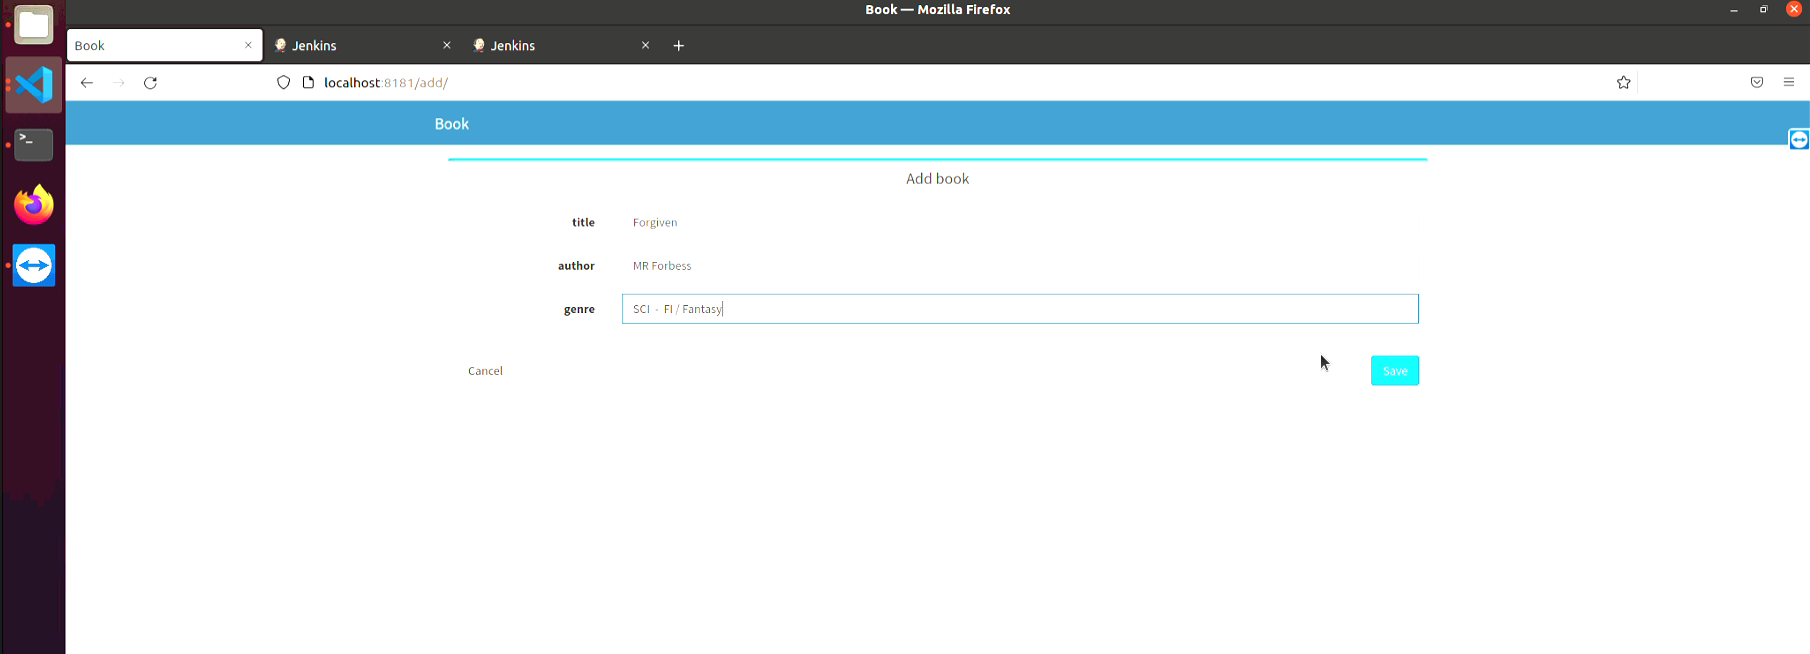 Book — Mozilla Firefox
Book
Jenkins
Jenkins
localhost:8181/add/
Book
Add book
title Forgiven
author MR Forbess
genre SCI - FI / Fantasy
Cancel Save